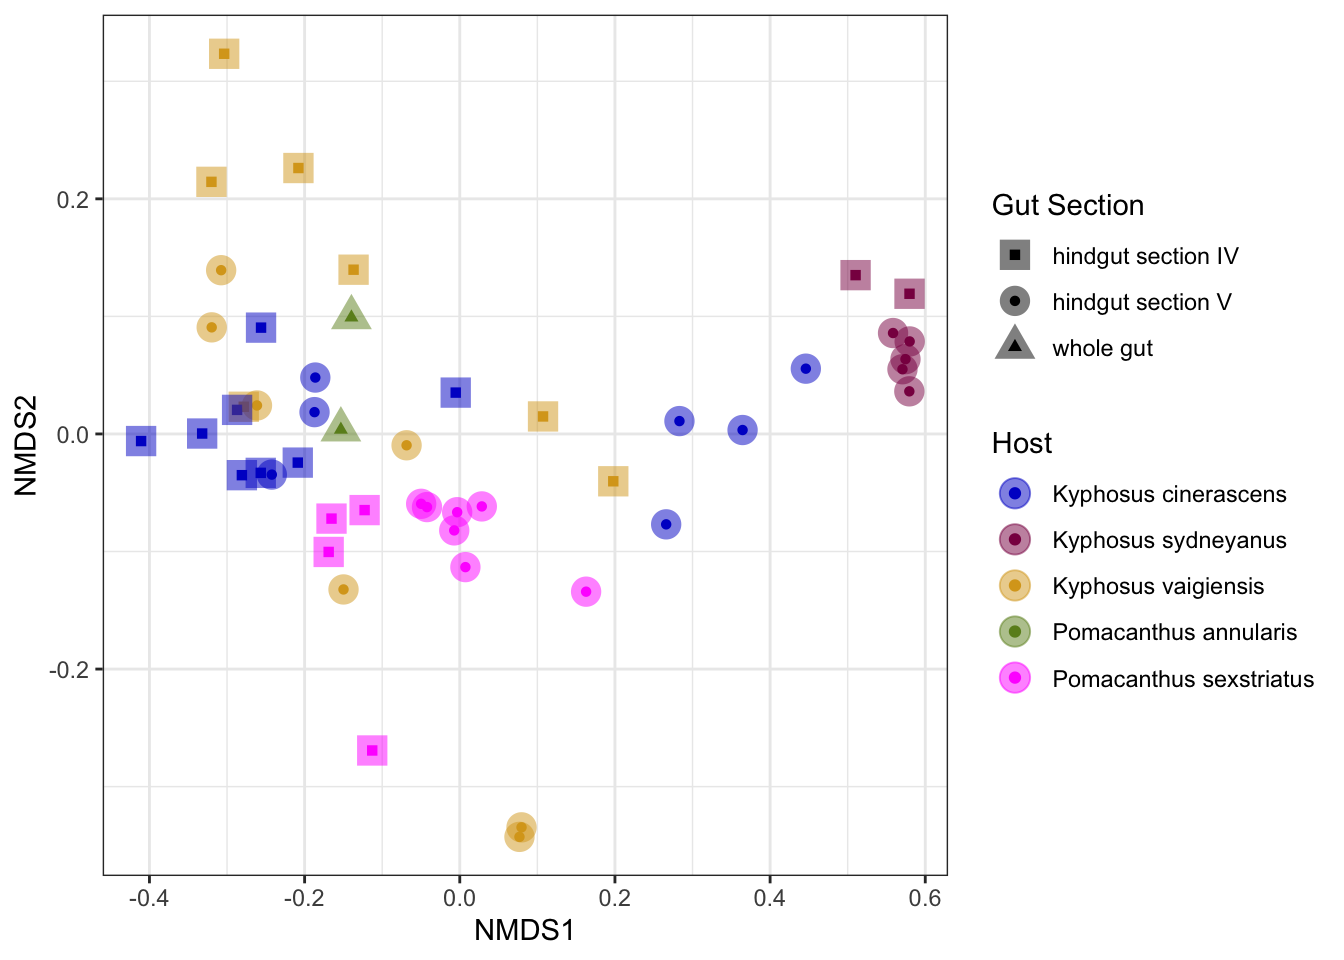 NMDS2
0.2
0.0
-0.2
-0.4
-0.2
0.0
0.2
0.4
0.6
NMDS1
Gut Section
hindgut section IV
hindgut section V
whole gut
Host
Kyphosus cinerascens
Kyphosus sydneyanus
Kyphosus vaigiensis
Pomacanthus annularis
Pomacanthus sexstriatus